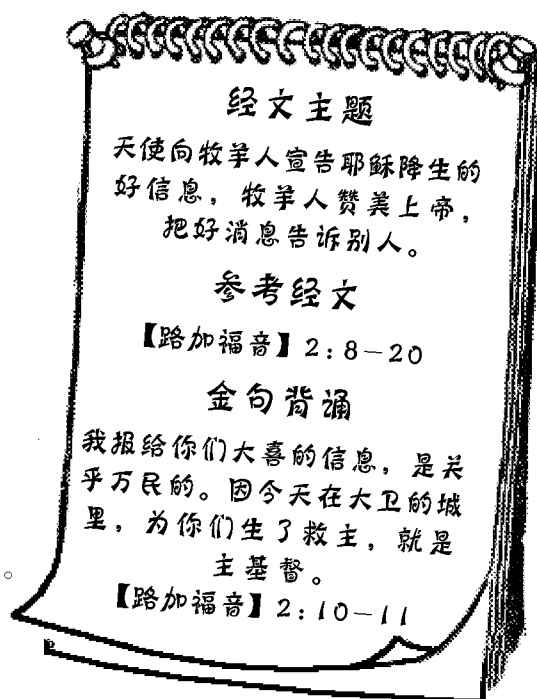 经文主题
天使向牧羊人宣告耶稣降生的
好信息，牧羊人赞美上帝，
把好消息告诉别人。
参考经文
【路加福音】2:8-20
金句背诵
我报给你们大喜的信息，是关
乎万民的。因今天在大卫的城
里，为你们生了救主，就是
主基督。
【路加福音】2:10-11